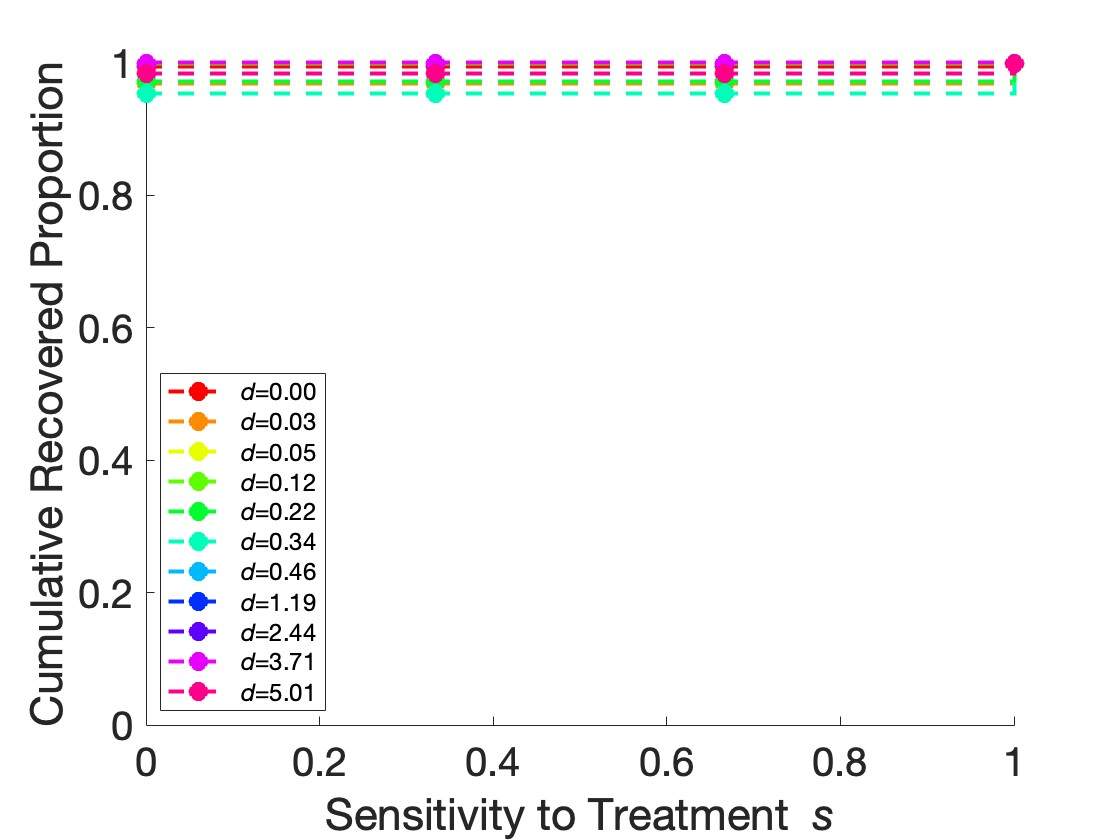 1
0.8
0.6
0.4
0.2
0
Cumulative Recovered Proportion
d=0.00
d=0.03
d=0.05
d=0.12
d=0.22
d=0.34
d=0.46
d=1.19
d=2.44
d=3.71
d=5.01
0 0.2 0.4 0.6 0.8 1
Sensitivity to Treatment s